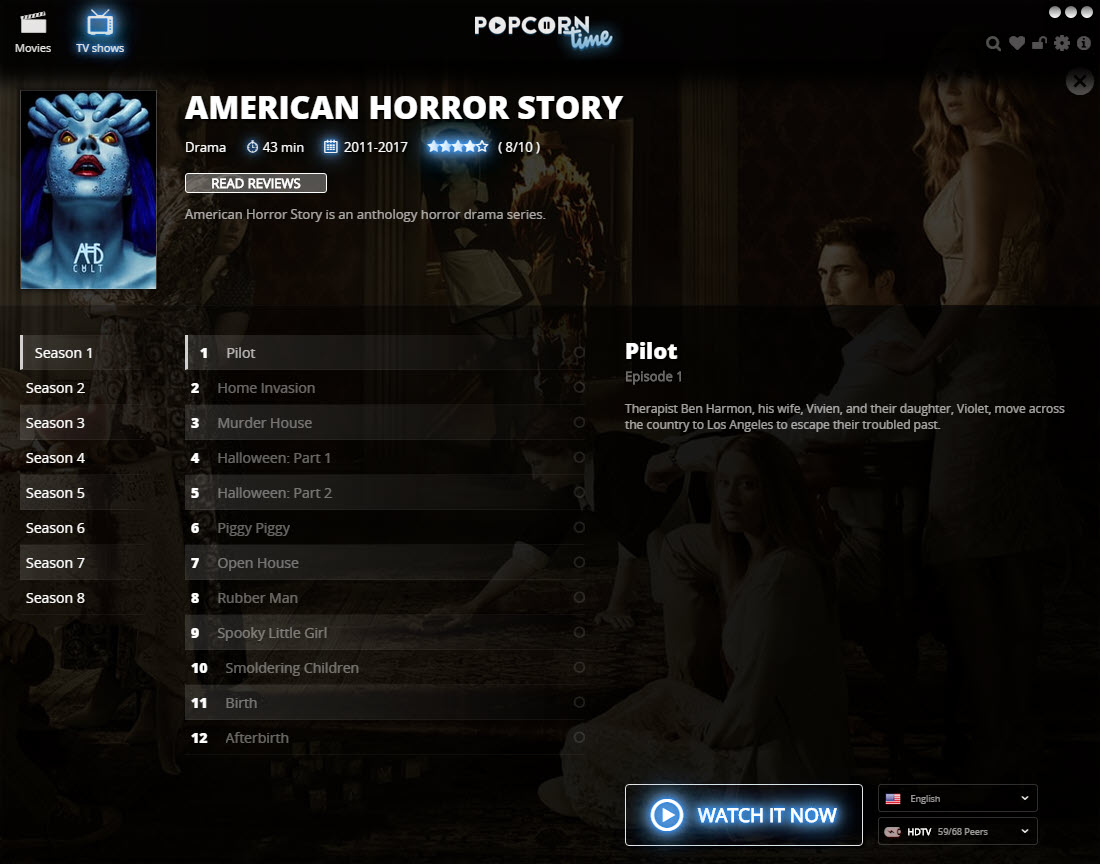 POPCORN
time
Movies
TV shows
AMERICAN HORROR STORY
Drama 43 min 2011-2017 ( 8/10 )
READ REVIEWS
American Horror Story is an anthology horror drama series.
AHS
CULT
Season 1
Season 2
Season 3
Season 4
Season 5
Season 6
Season 7
Season 8
1 Pilot
2 Home Invasion
3 Murder House
4 Halloween: Part 1
5 Halloween: Part 2
6 Piggy Piggy
7 Open House
8 Rubber Man
9 Spooky Little Girl
10 Smoldering Children
11 Birth
12 Afterbirth
Pilot
Episode 1
Therapist Ben Harmon, his wife, Vivien, and their daughter, Violet, move across
the country to Los Angeles to escape their troubled past.
WATCH IT NOW
English
HDTV 59/68 Peers